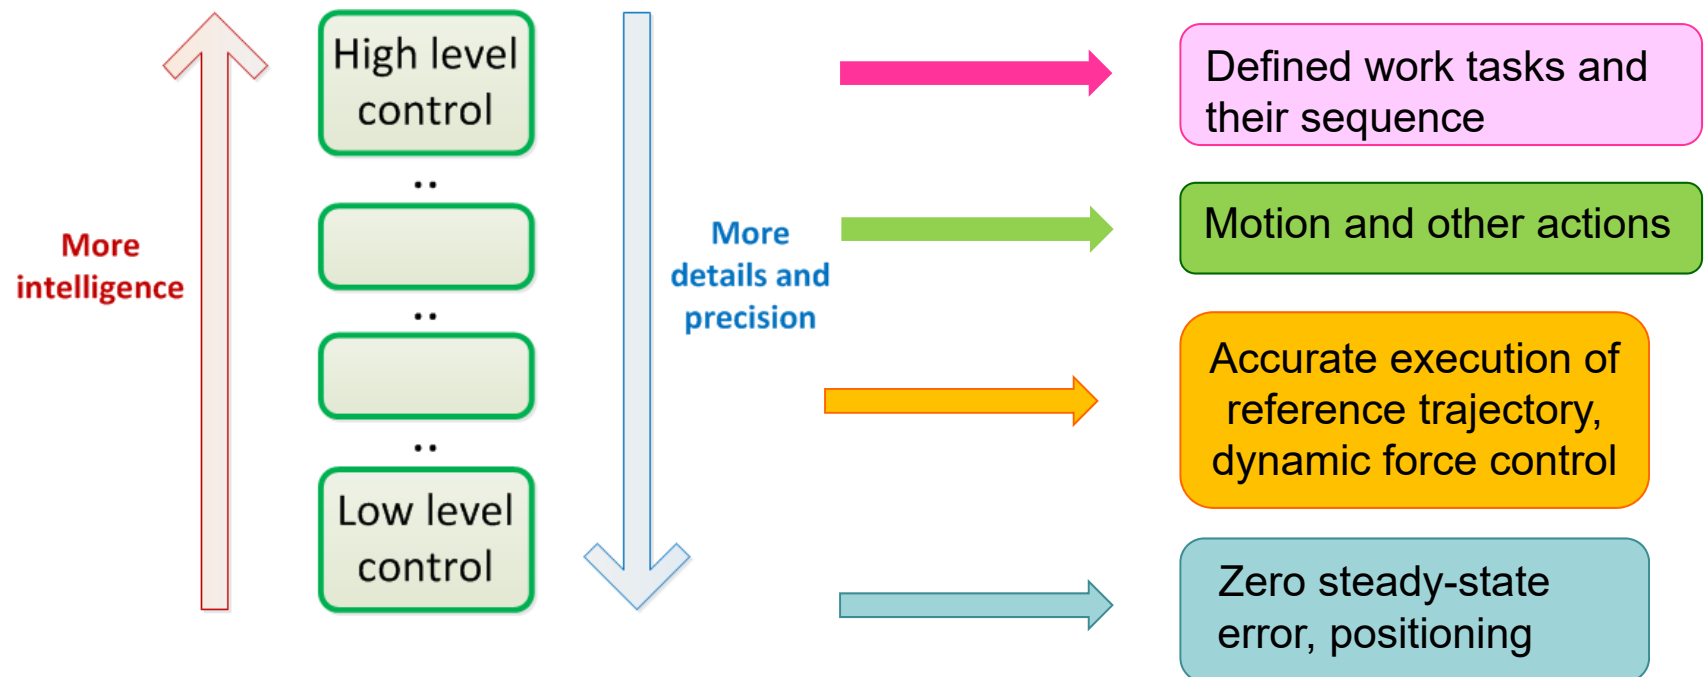 High level
control
..
..
..
Low level
control
More
intelligence
More
details and
precision
Defined work tasks and
their sequence
Motion and other actions
Accurate execution of
reference trajectory,
dynamic force control
Zero steady-state
error, positioning